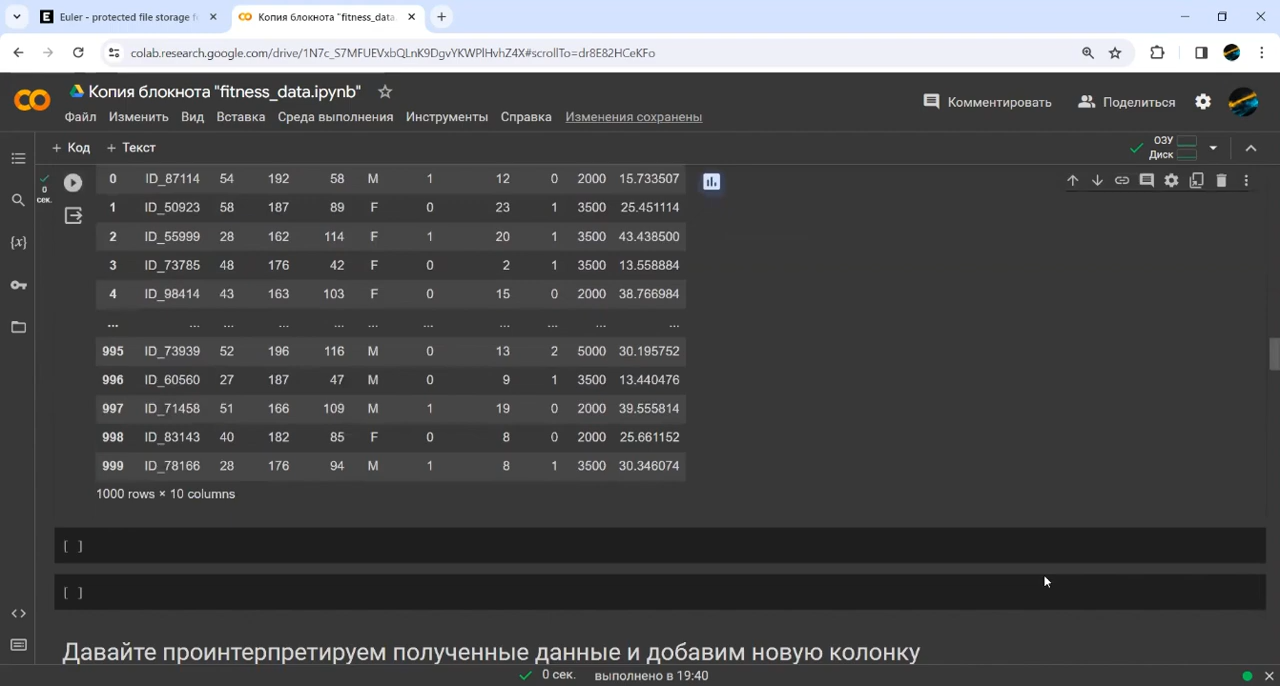 Euler - protected file storage f
Копия блокнота "fitness_data.
colab.research.google.com/drive/1N7c_S7MFUEVxbQLnK9DgvYKWPlHvhZ4X#scrollTo=dr8E82HCeKFo
Копия блокнота "fitness_data.ipynb"
Комментировать
Поделиться
Файл Изменить Вид Вставка Среда выполнения Инструменты Справка Изменения сохранены
+ Код + Текст
ОЗУ
Диск
0
сек.
0 ID_87114 54 192 58 M 1 12 0 2000 15.733507
1 ID_50923 58 187 89 F 0 23 1 3500 25.451114
2 ID_55999 28 162 114 F 1 20 1 3500 43.438500
3 ID_73785 48 176 42 F 0 2 1 3500 13.558884
4 ID_98414 43 163 103 F 0 15 0 2000 38.766984
... ... ... ... ... ... ... ... ... ... ...
995 ID_73939 52 196 116 M 0 13 2 5000 30.195752
996 ID_60560 27 187 47 M 0 9 1 3500 13.440476
997 ID_71458 51 166 109 M 1 19 0 2000 39.555814
998 ID_83143 40 182 85 F 0 8 0 2000 25.661152
999 ID_78166 28 176 94 M 1 8 1 3500 30.346074
1000 rows × 10 columns
[ ]
[ ]
Давайте проинтерпретируем полученные данные и добавим новую колонку
0 сек. выполнено в 19:40